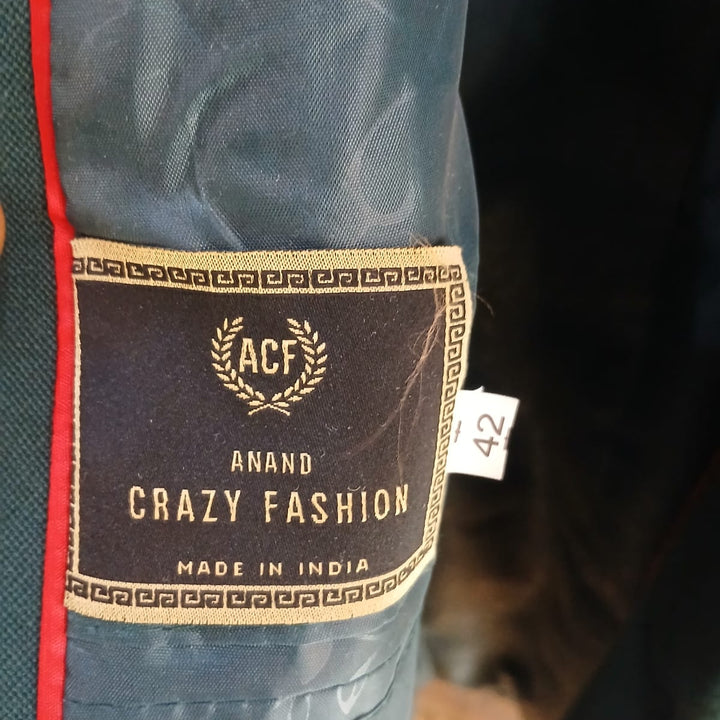 ACF
ANAND
CRAZY FASHION
MADE IN INDIA
42